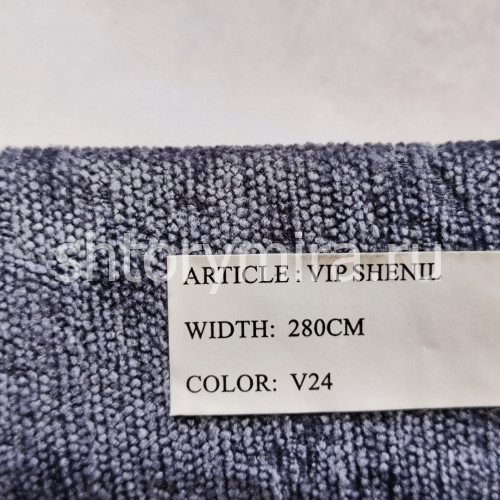 shtorymira.ru
ARTICLE : VIP SHENIL
WIDTH: 280CM
COLOR: V24